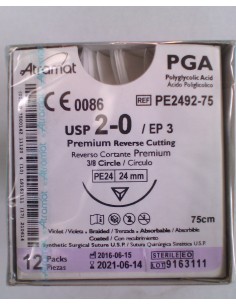 Atramat
PGA
Polyglycolic Acid
Ácido Poliglicolico
CE 0086
REF PE2492-75
USP 2-0 / EP 3
Premium Reverse Cutting
Reverso Cortante Premium
3/8 Circle / Círculo
PE24 24 mm
75cm
Violet / Violeta • Braided / Trenzada • Absorbable / Absorbible
Coated / Con recubrimiento
Synthetic Surgical Suture U.S.P. / Sutura Quirúrgica Sintética U.S.P.
12 Packs
Piezas
2016-06-15
2021-06-14
STERILE EO
LOT 9163111